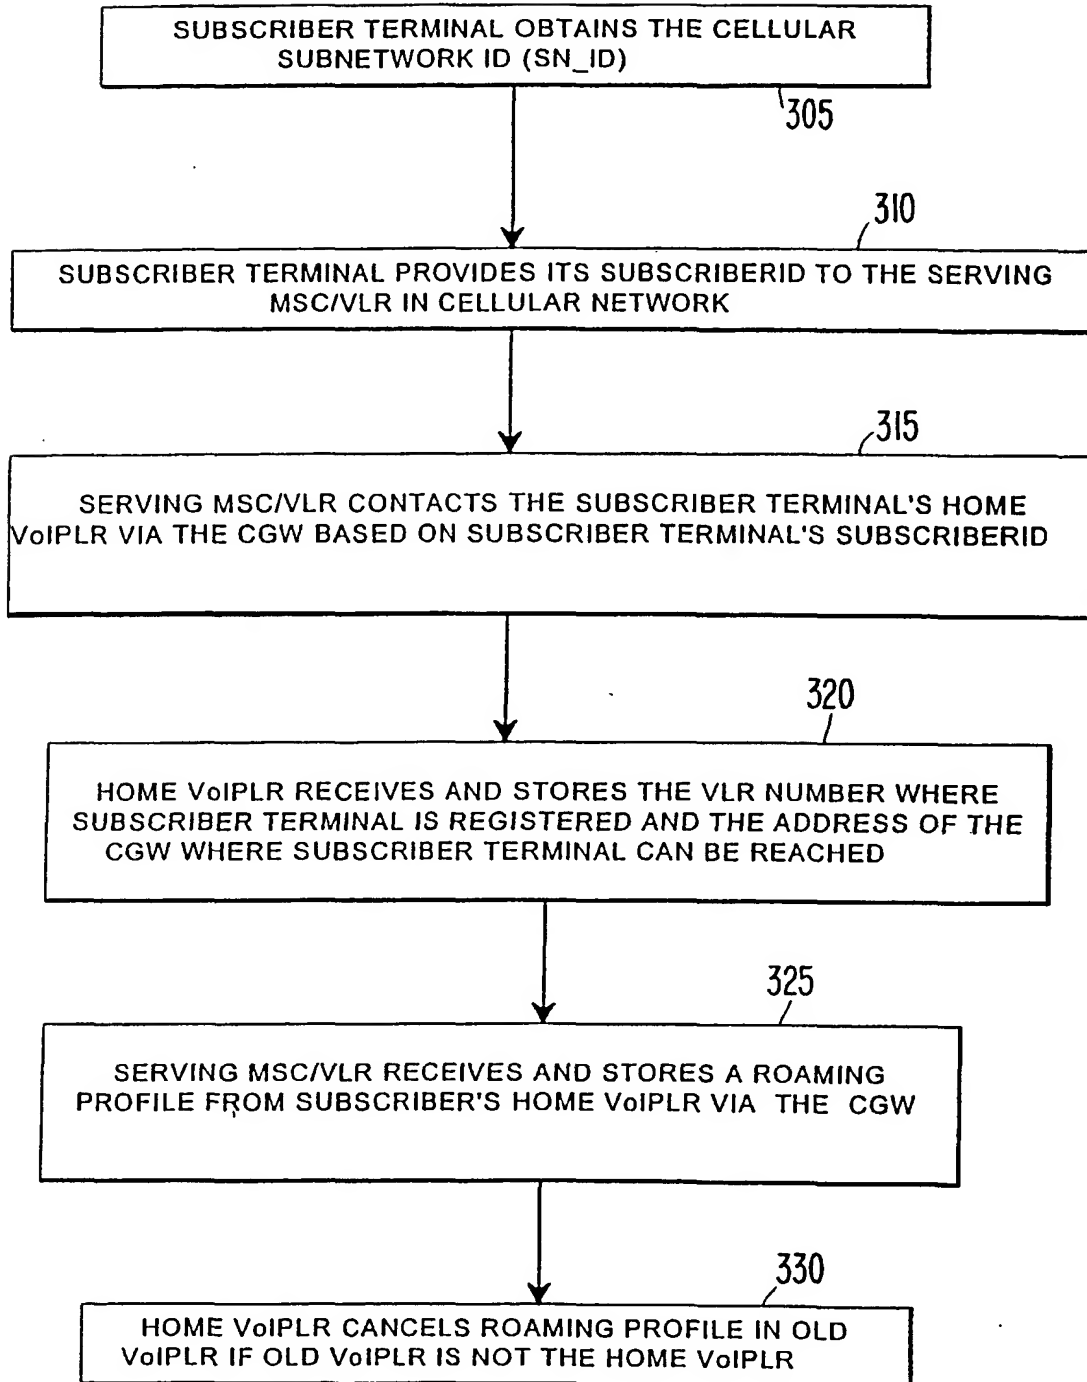 SUBSCRIBER TERMINAL OBTAINS THE CELLULAR
SUBNETWORK ID (SN_ID)
305
310
SUBSCRIBER TERMINAL PROVIDES ITS SUBSCRIBERID TO THE SERVING
MSC/VLR IN CELLULAR NETWORK
315
SERVING MSC/VLR CONTACTS THE SUBSCRIBER TERMINAL'S HOME
VoIPLR VIA THE CGW BASED ON SUBSCRIBER TERMINAL'S SUBSCRIBERID
320
HOME VoIPLR RECEIVES AND STORES THE VLR NUMBER WHERE
SUBSCRIBER TERMINAL IS REGISTERED AND THE ADDRESS OF THE
CGW WHERE SUBSCRIBER TERMINAL CAN BE REACHED
325
SERVING MSC/VLR RECEIVES AND STORES A ROAMING
PROFILE FROM SUBSCRIBER'S HOME VoIPLR VIA THE CGW
330
HOME VoIPLR CANCELS ROAMING PROFILE IN OLD
VoIPLR IF OLD VoIPLR IS NOT THE HOME VoIPLR